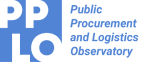 PP
LO
Public
Procurement
and Logistics
Observatory